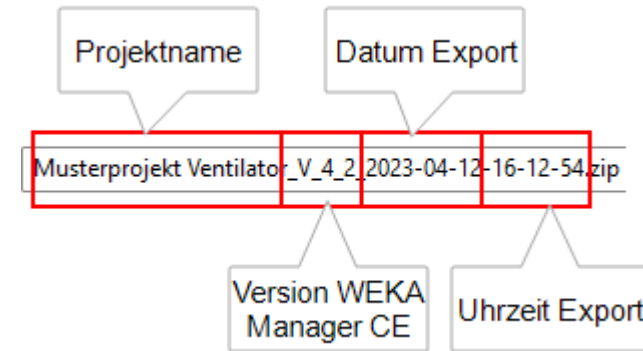 Projektname
Datum Export
Musterprojekt Ventilator_V_4_2_2023-04-12-16-12-54.zip
Version WEKA
Manager CE
Uhrzeit Export